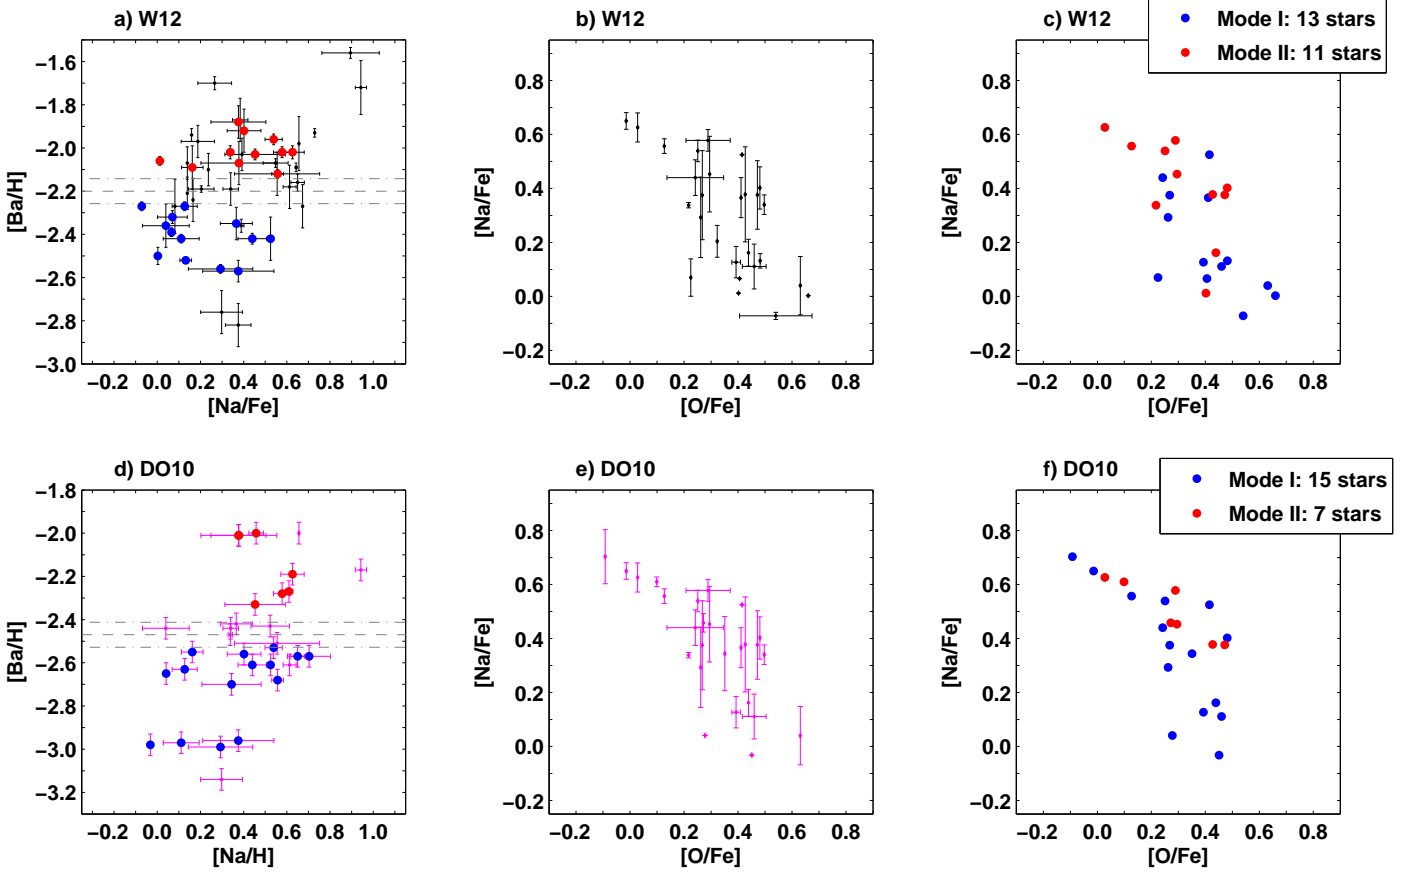 a) W12
[Ba/H]
−1.6
−1.8
−2.0
−2.2
−2.4
−2.6
−2.8
−3.0
−0.2 0.0 0.2 0.4 0.6 0.8 1.0
[Na/Fe]
b) W12
[Na/Fe]
0.8
0.6
0.4
0.2
0.0
−0.2
−0.2 0.0 0.2 0.4 0.6 0.8
[O/Fe]
c) W12
Mode I: 13 stars
Mode II: 11 stars
[Na/Fe]
0.8
0.6
0.4
0.2
0.0
−0.2
−0.2 0.0 0.2 0.4 0.6 0.8
[O/Fe]
d) DO10
[Ba/H]
−1.8
−2.0
−2.2
−2.4
−2.6
−2.8
−3.0
−3.2
−0.2 0.0 0.2 0.4 0.6 0.8 1.0
[Na/H]
e) DO10
[Na/Fe]
0.8
0.6
0.4
0.2
0.0
−0.2
−0.2 0.0 0.2 0.4 0.6 0.8
[O/Fe]
f) DO10
Mode I: 15 stars
Mode II: 7 stars
[Na/Fe]
0.8
0.6
0.4
0.2
0.0
−0.2
−0.2 0.0 0.2 0.4 0.6 0.8
[O/Fe]